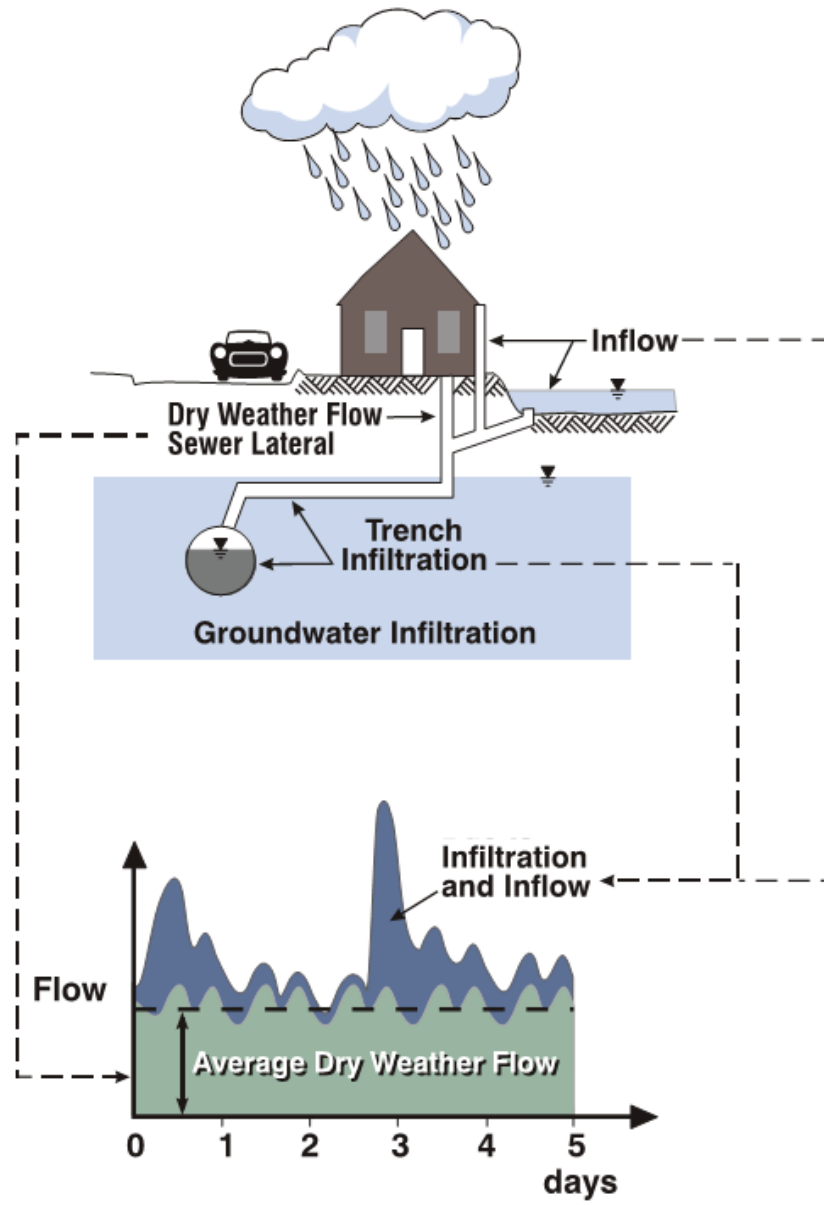 Inflow
Dry Weather Flow
Sewer Lateral
Trench
Infiltration
Groundwater Infiltration
Infiltration
and Inflow
Flow
Average Dry Weather Flow
0 1 2 3 4 5
days